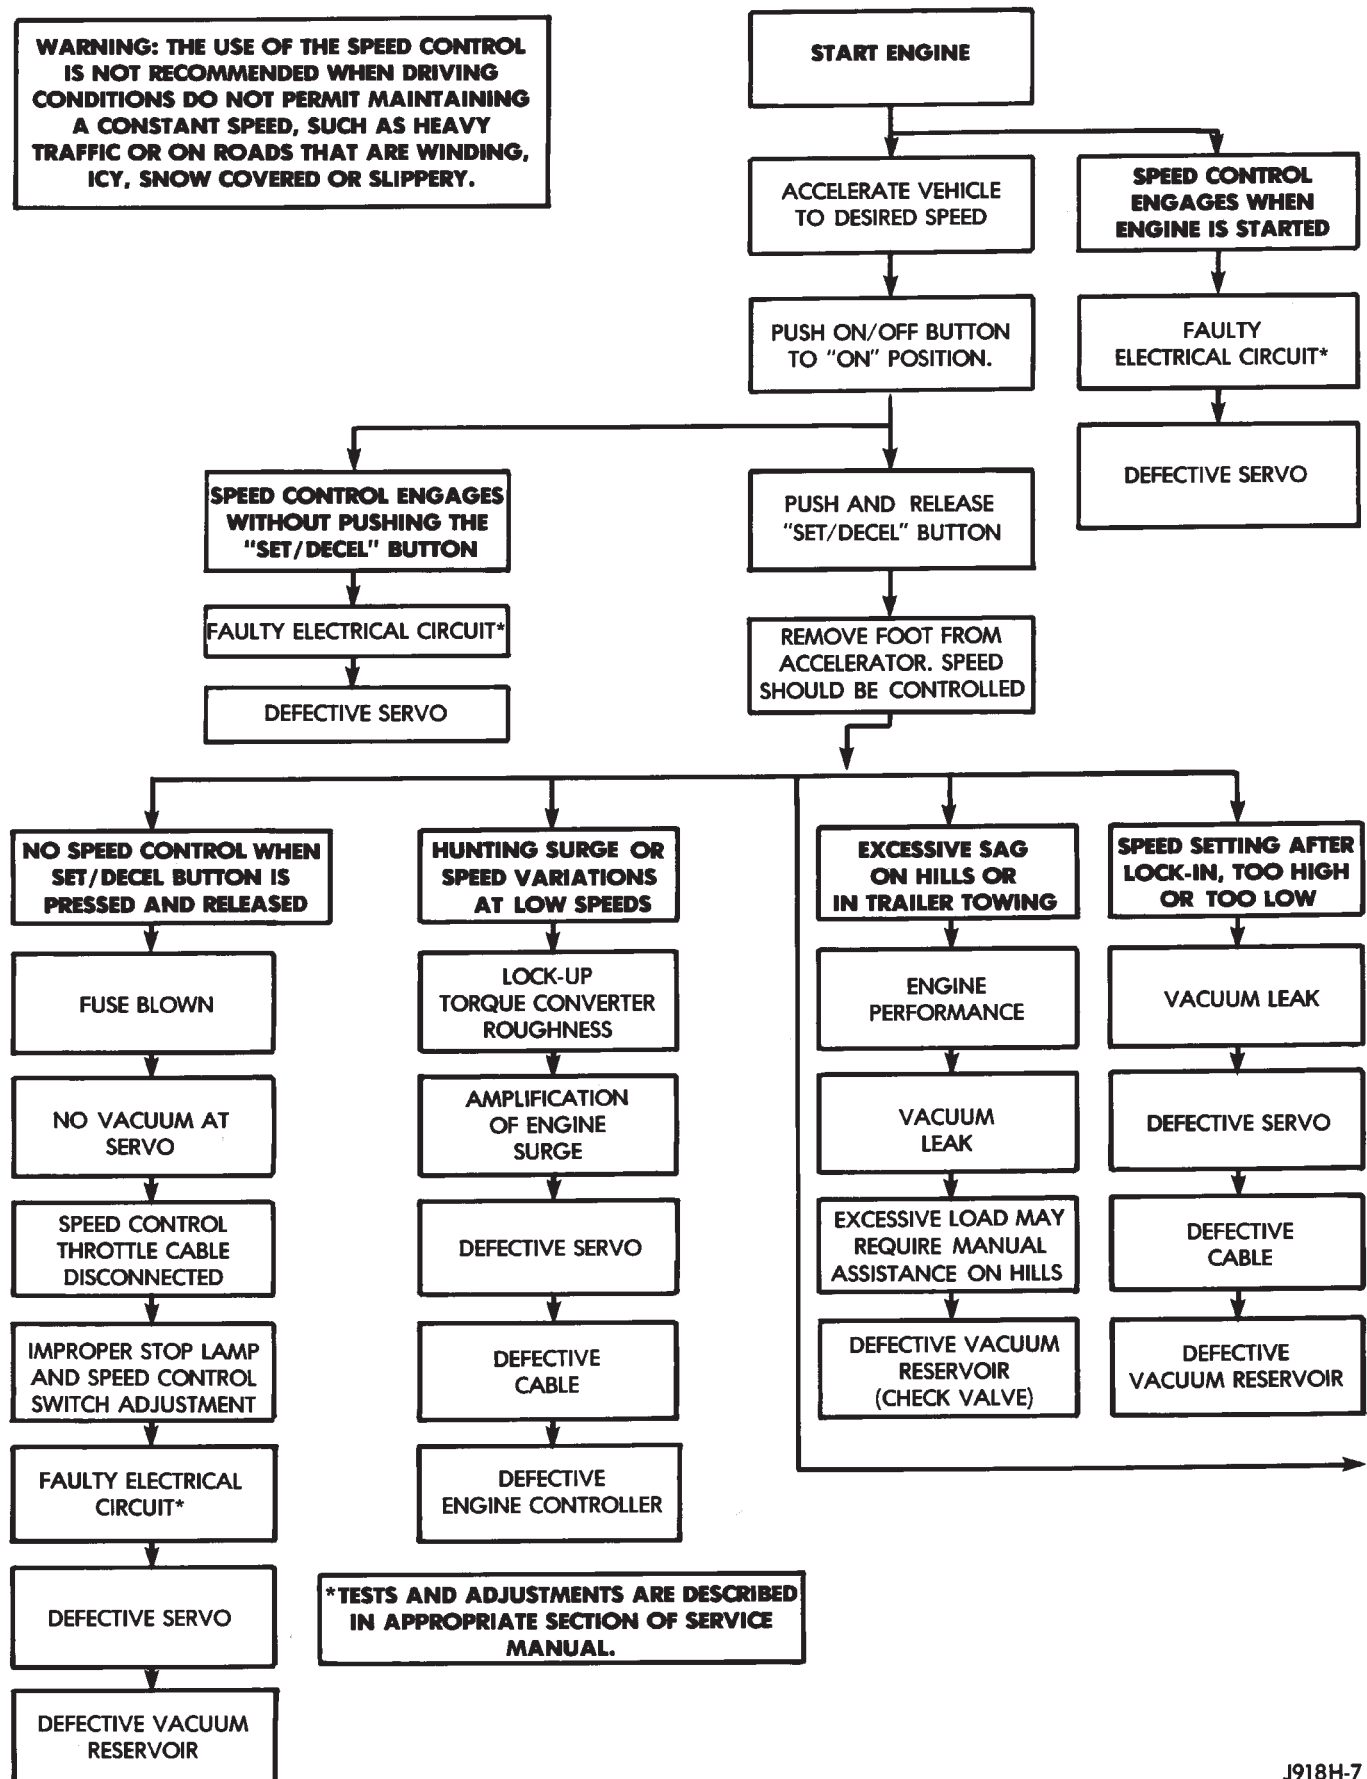 WARNING: THE USE OF THE SPEED CONTROL
IS NOT RECOMMENDED WHEN DRIVING
CONDITIONS DO NOT PERMIT MAINTAINING
A CONSTANT SPEED, SUCH AS HEAVY
TRAFFIC OR ON ROADS THAT ARE WINDING,
ICY, SNOW COVERED OR SLIPPERY.
START ENGINE
ACCELERATE VEHICLE
TO DESIRED SPEED
SPEED CONTROL
ENGAGES WHEN
ENGINE IS STARTED
PUSH ON/OFF BUTTON
TO "ON" POSITION.
FAULTY
ELECTRICAL CIRCUIT*
DEFECTIVE SERVO
SPEED CONTROL ENGAGES
WITHOUT PUSHING THE
"SET/DECEL" BUTTON
PUSH AND RELEASE
"SET/DECEL" BUTTON
FAULTY ELECTRICAL CIRCUIT*
DEFECTIVE SERVO
REMOVE FOOT FROM
ACCELERATOR. SPEED
SHOULD BE CONTROLLED
NO SPEED CONTROL WHEN
SET/DECEL BUTTON IS
PRESSED AND RELEASED
FUSE BLOWN
NO VACUUM AT
SERVO
SPEED CONTROL
THROTTLE CABLE
DISCONNECTED
IMPROPER STOP LAMP
AND SPEED CONTROL
SWITCH ADJUSTMENT
FAULTY ELECTRICAL
CIRCUIT*
DEFECTIVE SERVO
DEFECTIVE VACUUM
RESERVOIR
HUNTING SURGE OR
SPEED VARIATIONS
AT LOW SPEEDS
LOCK-UP
TORQUE CONVERTER
ROUGHNESS
AMPLIFICATION
OF ENGINE
SURGE
DEFECTIVE SERVO
DEFECTIVE
CABLE
DEFECTIVE
ENGINE CONTROLLER
EXCESSIVE SAG
ON HILLS OR
IN TRAILER TOWING
ENGINE
PERFORMANCE
VACUUM
LEAK
EXCESSIVE LOAD MAY
REQUIRE MANUAL
ASSISTANCE ON HILLS
DEFECTIVE VACUUM
RESERVOIR
(CHECK VALVE)
SPEED SETTING AFTER
LOCK-IN, TOO HIGH
OR TOO LOW
VACUUM LEAK
DEFECTIVE SERVO
DEFECTIVE
CABLE
DEFECTIVE
VACUUM RESERVOIR
*TESTS AND ADJUSTMENTS ARE DESCRIBED
IN APPROPRIATE SECTION OF SERVICE
MANUAL.
J918H-7